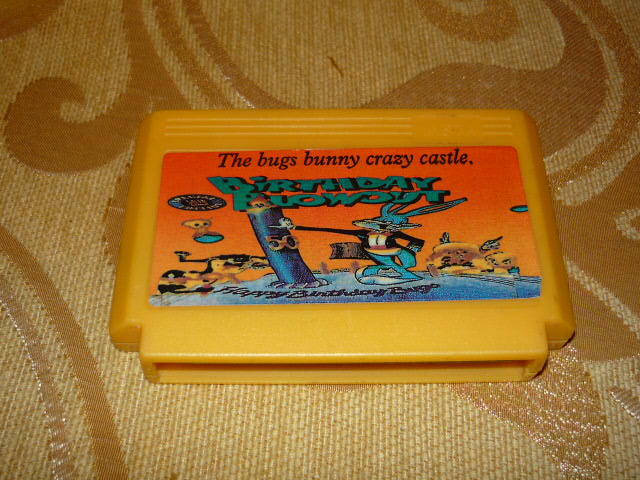 The bugs bunny crazy castle.
BIRTHDAY
BLOWOUT
Happy Birthday Bugs